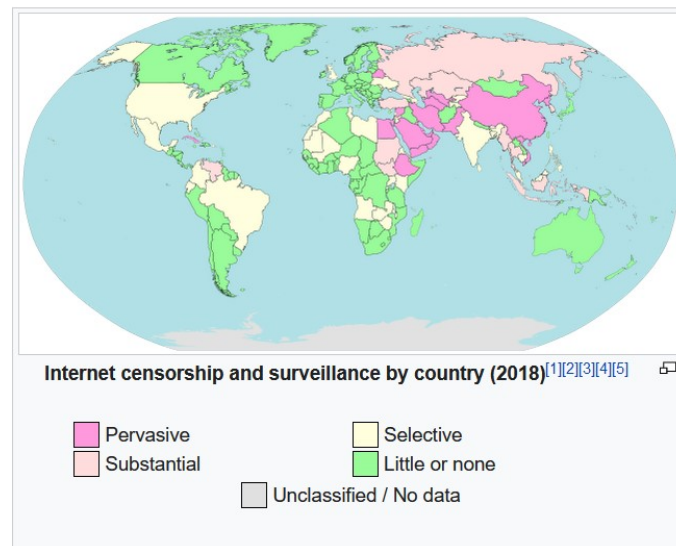 Internet censorship and surveillance by country (2018)[1][2][3][4][5]
Pervasive
Selective
Substantial
Little or none
Unclassified / No data